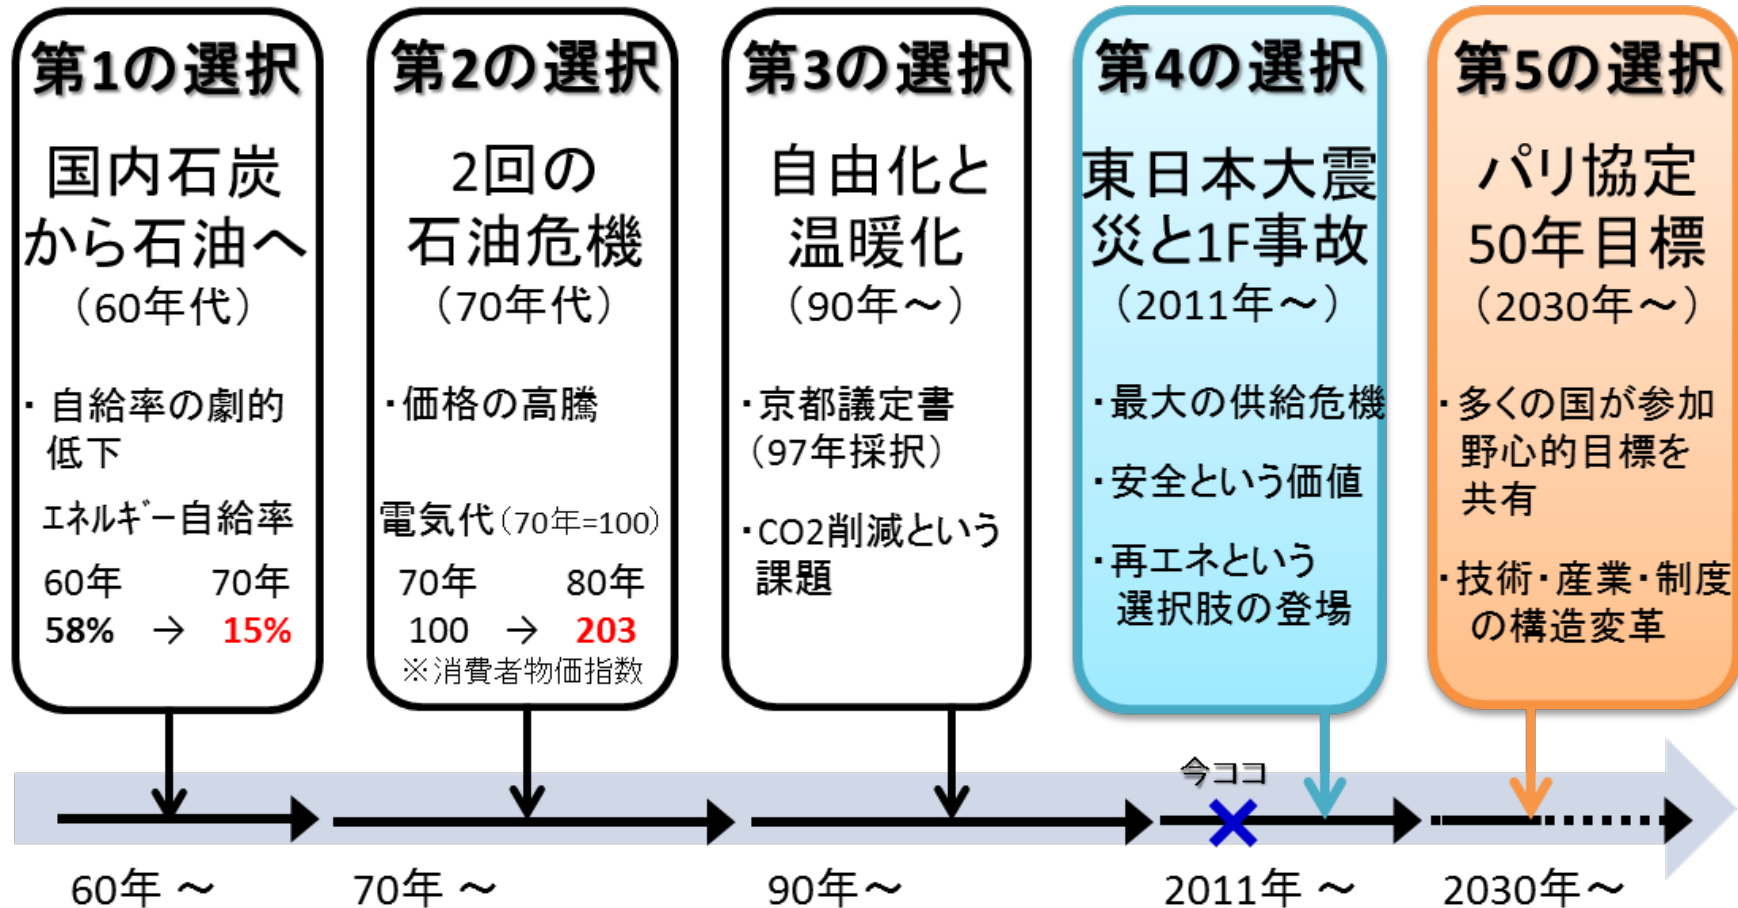 第1の選択
国内石炭
から石油へ
（60年代）
・自給率の劇的
低下
ｴﾈﾙｷﾞｰ自給率
60年 70年
58% → 15%
第2の選択
2回の
石油危機
（70年代）
・価格の高騰
電気代（70年=100）
70年 80年
100 → 203
※消費者物価指数
第3の選択
自由化と
温暖化
（90年～）
・京都議定書
（97年採択）
・CO2削減という
課題
第4の選択
東日本大震
災と1F事故
（2011年～）
・最大の供給危機
・安全という価値
・再エネという
選択肢の登場
第5の選択
パリ協定
50年目標
（2030年～）
・多くの国が参加
野心的目標を
共有
・技術・産業・制度
の構造変革
今ココ
60年 ～
70年 ～
90年～
2011年 ～
2030年～